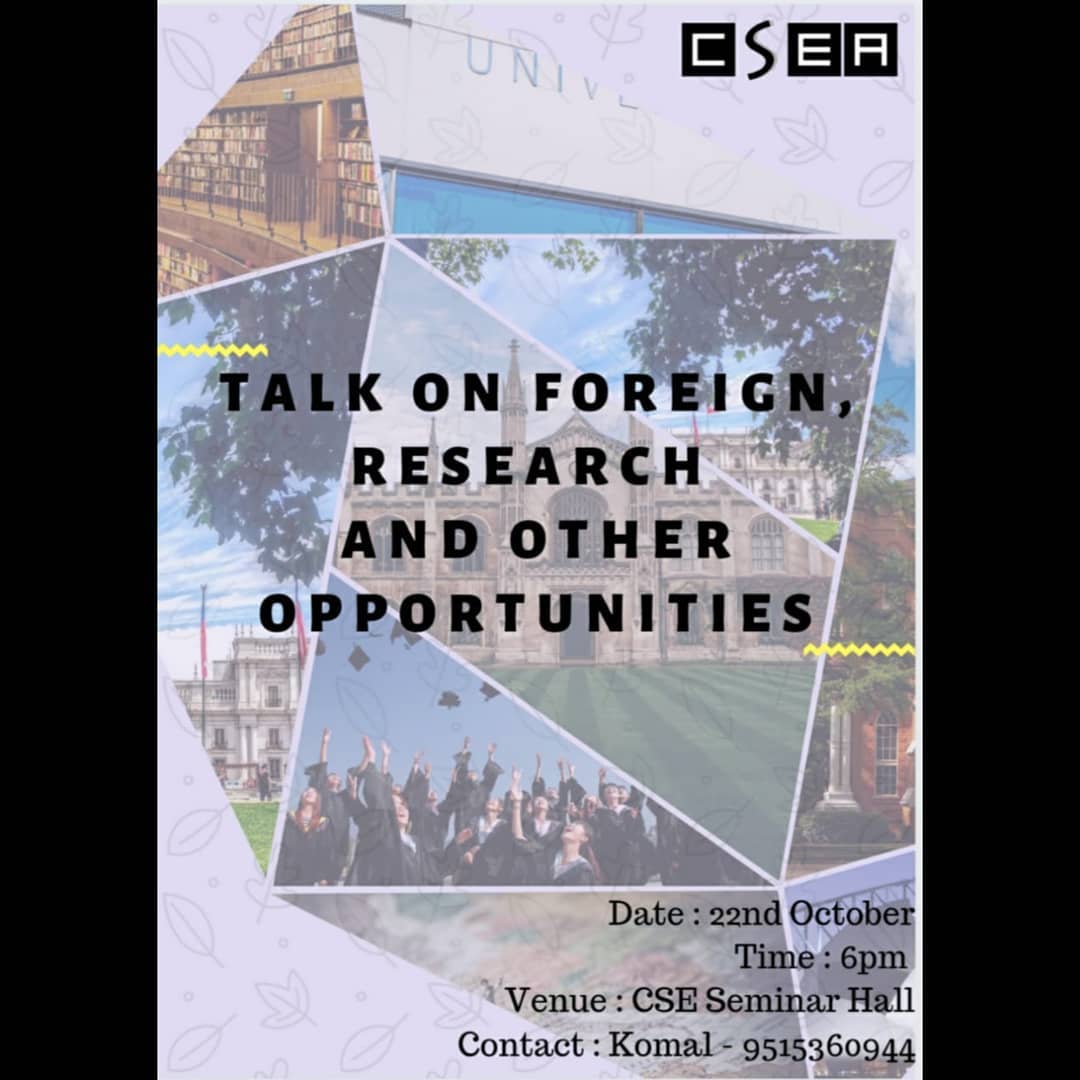 CSEA
UNIVE
TALK ON FOREIGN,
RESEARCH
AND OTHER
OPPORTUNITIES
Date : 22nd October
Time : 6pm
Venue : CSE Seminar Hall
Contact : Komal - 9515360944